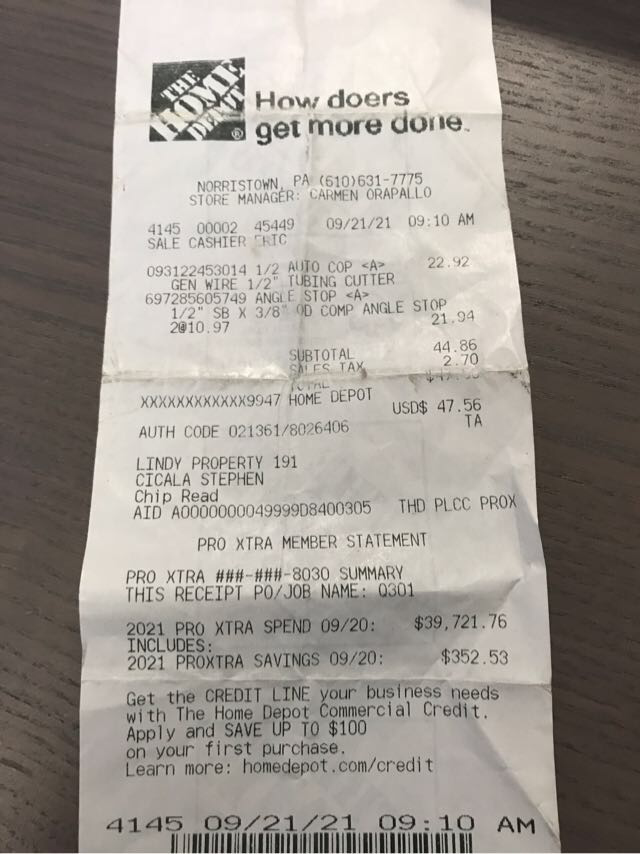 THE
HOME
DEPOT
®
How doers
get more done.
NORRISTOWN, PA (610)631-7775
STORE MANAGER: CARMEN ORAPALLO
4145 00002 45449 09/21/21 09:10 AM
SALE CASHIER ERIC
093122453014 1/2 AUTO COP <A> 22.92
GEN WIRE 1/2" TUBING CUTTER
697285605749 ANGLE STOP <A>
1/2" SB X 3/8" OD COMP ANGLE STOP
2@10.97 21.94
SUBTOTAL 44.86
SALES TAX 2.70
TOTAL
XXXXXXXXXXXX9947 HOME DEPOT
USD$ 47.56
AUTH CODE 021361/8026406 TA
LINDY PROPERTY 191
CICALA STEPHEN
Chip Read
AID A0000000049999D8400305 THD PLCC PROX
PRO XTRA MEMBER STATEMENT
PRO XTRA ###-###-8030 SUMMARY
THIS RECEIPT PO/JOB NAME: Q301
2021 PRO XTRA SPEND 09/20: $39,721.76
INCLUDES:
2021 PROXTRA SAVINGS 09/20: $352.53
Get the CREDIT LINE your business needs
with The Home Depot Commercial Credit.
Apply and SAVE UP TO $100
on your first purchase.
Learn more: homedepot.com/credit
4145 09/21/21 09:10 AM